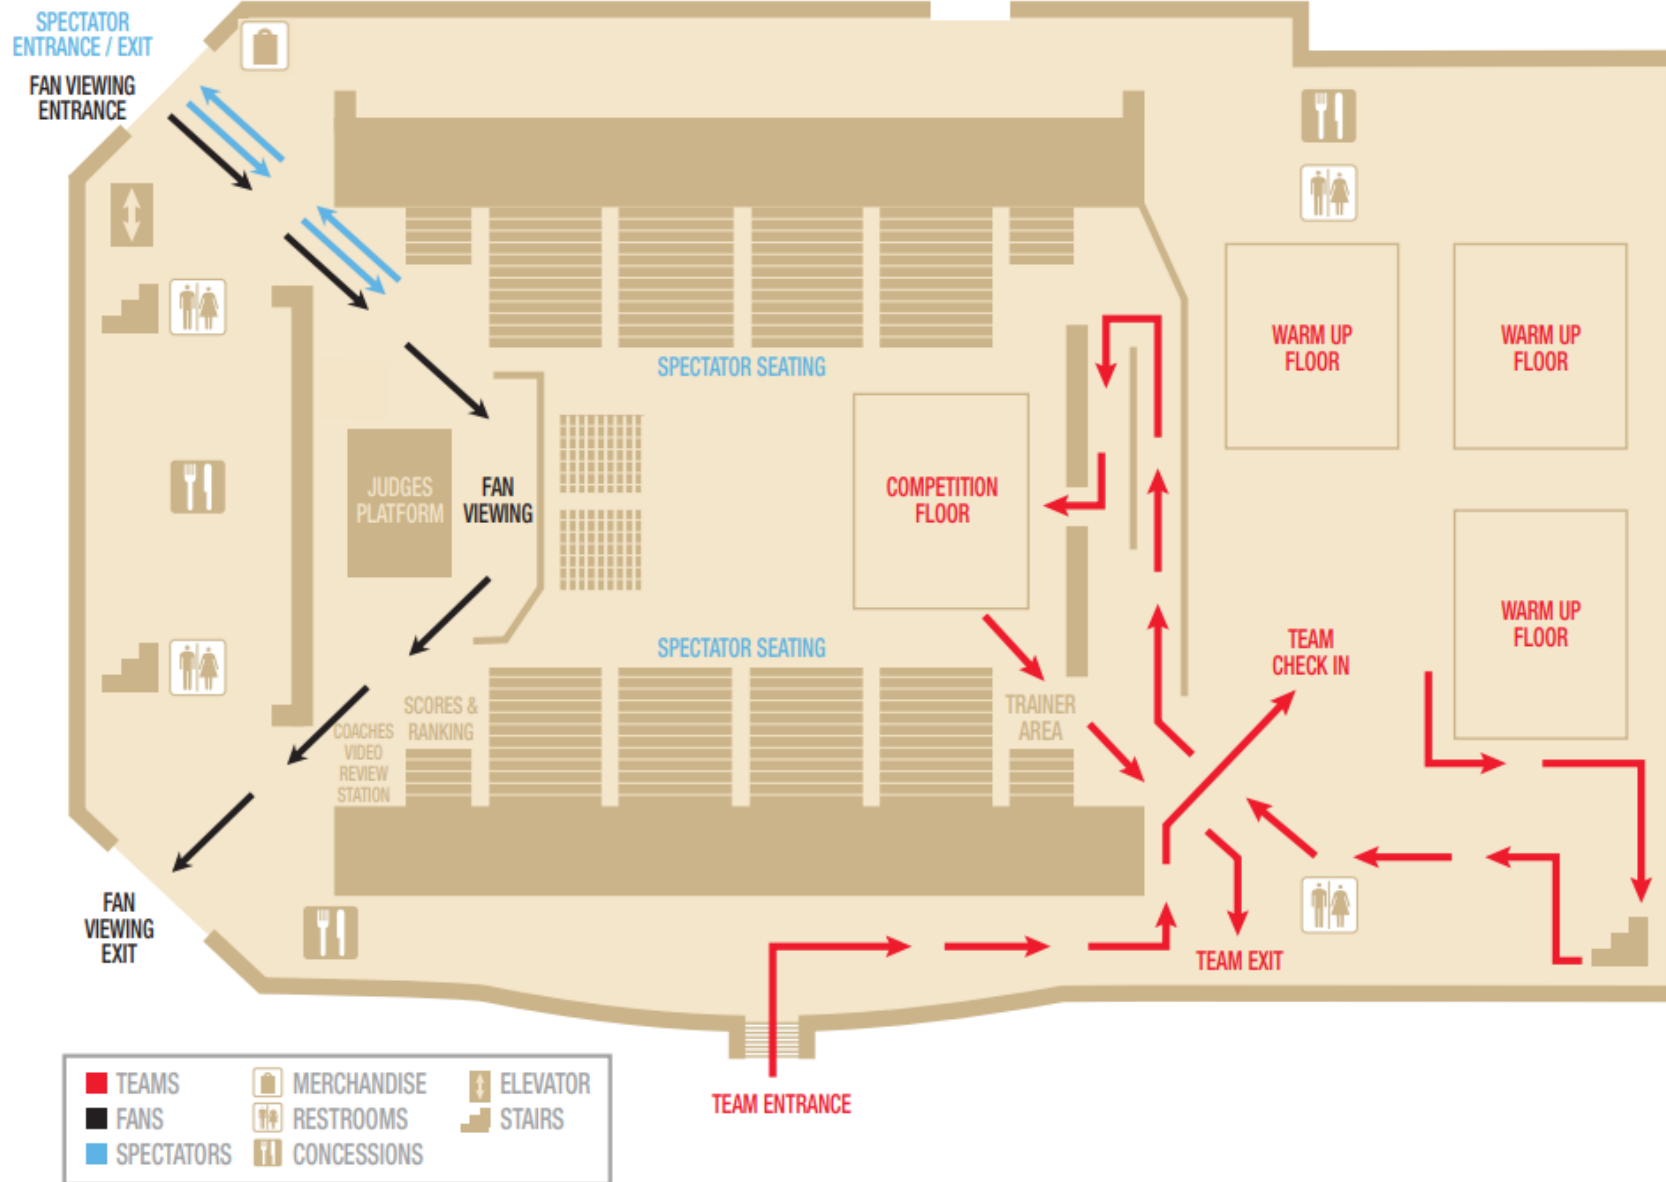 SPECTATOR
ENTRANCE / EXIT
FAN VIEWING
ENTRANCE
SPECTATOR SEATING
WARM UP
FLOOR
WARM UP
FLOOR
JUDGES
PLATFORM
FAN
VIEWING
COMPETITION
FLOOR
WARM UP
FLOOR
TEAM
CHECK IN
SPECTATOR SEATING
SCORES &
RANKING
COACHES
VIDEO
REVIEW
STATION
TRAINER
AREA
FAN
VIEWING
EXIT
TEAM EXIT
TEAM ENTRANCE
TEAMS
FANS
SPECTATORS
MERCHANDISE
RESTROOMS
CONCESSIONS
ELEVATOR
STAIRS